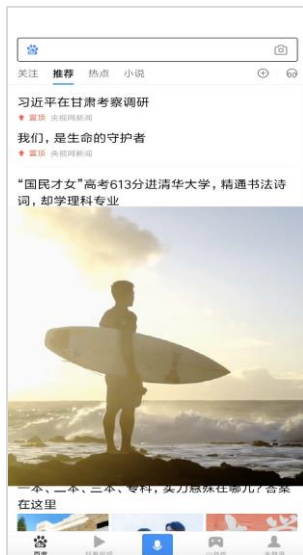 关注 推荐 热点 小说
习近平在甘肃考察调研
置顶 央视网新闻
我们，是生命的守护者
置顶 央视网新闻
“国民才女”高考613分进清华大学，精通书法诗
词，却学理科专业
一本、二本、三本、专科，实力悬殊在哪儿？答案
在这里
百度